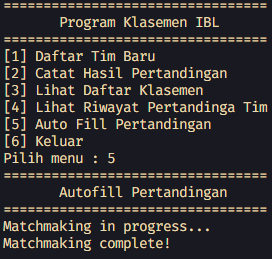 =================================
Program Klasemen IBL
=================================
[1] Daftar Tim Baru
[2] Catat Hasil Pertandingan
[3] Lihat Daftar Klasemen
[4] Lihat Riwayat Pertandinga Tim
[5] Auto Fill Pertandingan
[6] Keluar
Pilih menu : 5
=================================
Autofill Pertandingan
=================================
Matchmaking in progress...
Matchmaking complete!